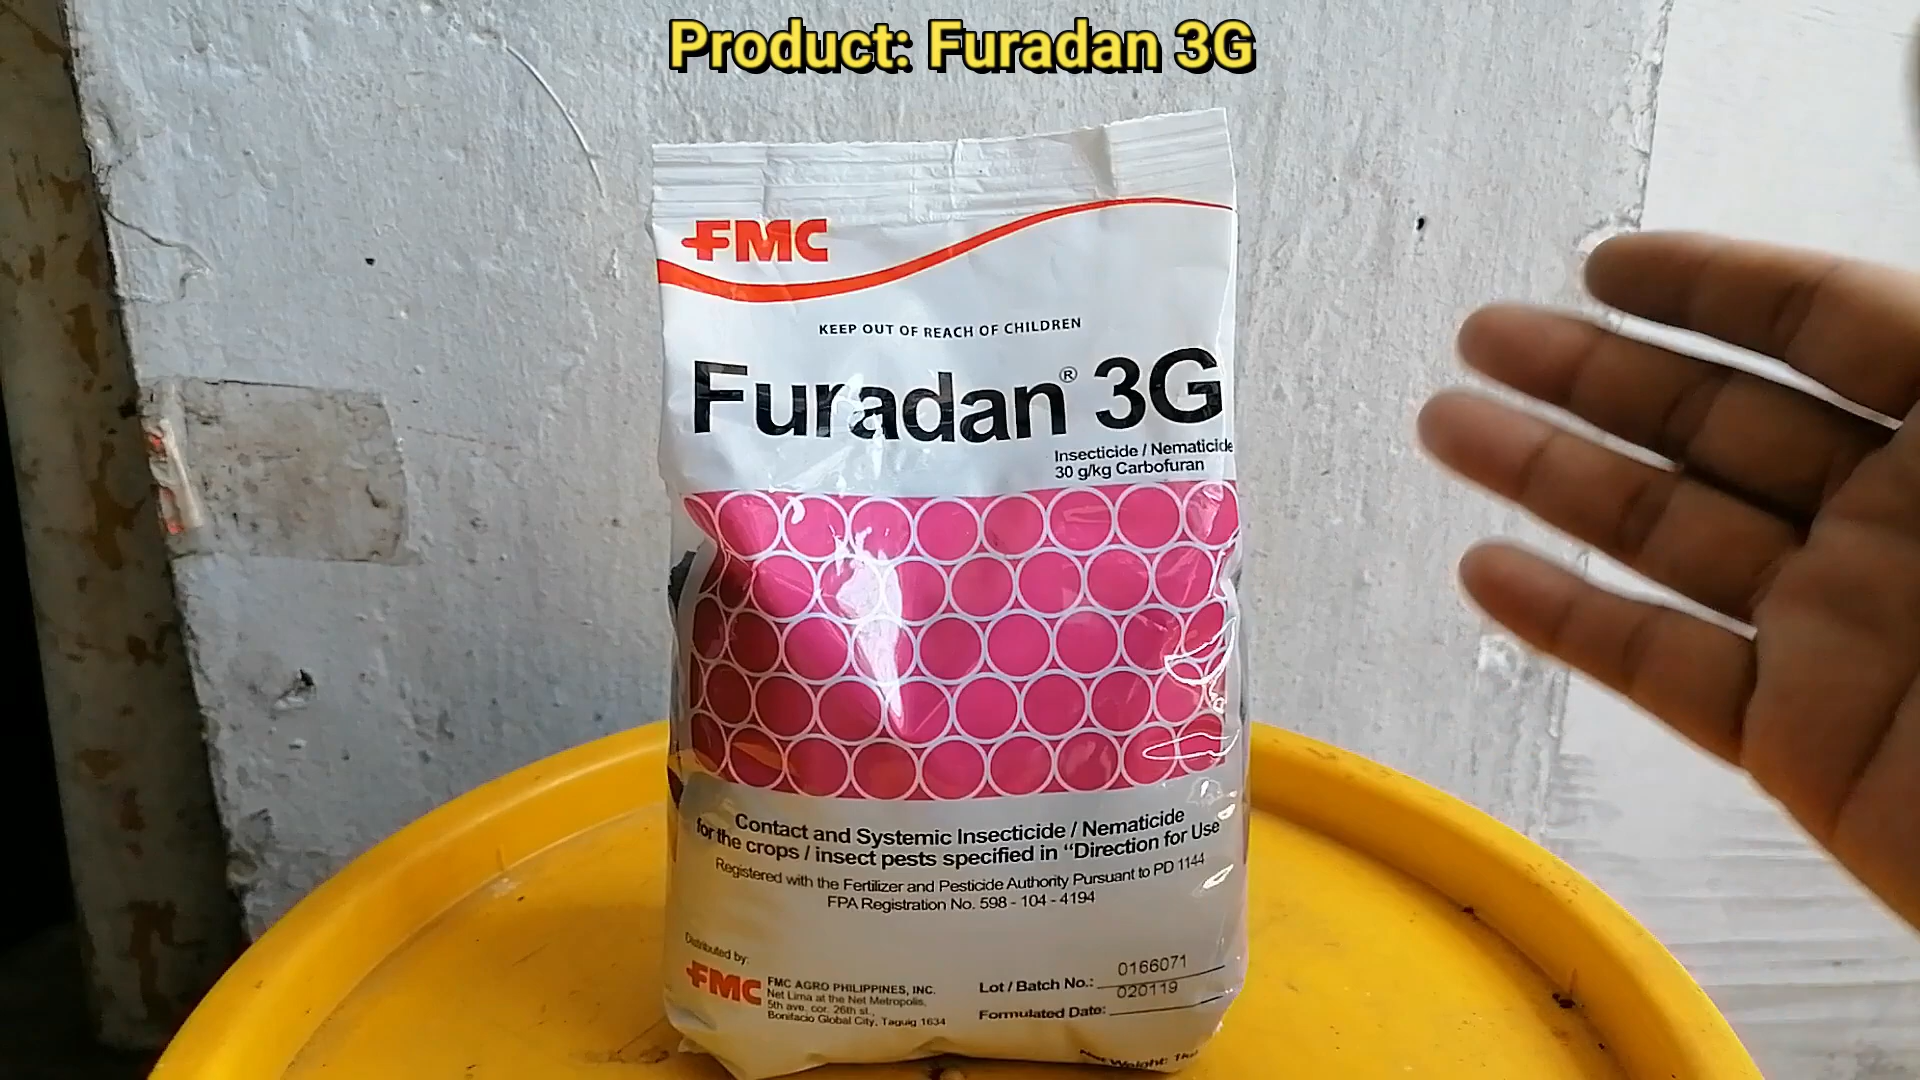 Product: Furadan 3G
FMC
KEEP OUT OF REACH OF CHILDREN
Furadan® 3G
Insecticide / Nematicide
30 g/kg Carbofuran
Contact and Systemic Insecticide / Nematicide
for the crops / insect pests specified in “Direction for Use
Registered with the Fertilizer and Pesticide Authority Pursuant to PD 1144
FPA Registration No. 598 - 104 - 4194
Distributed by:
FMC
FMC AGRO PHILIPPINES, INC.
Net Lima at the Net Metropolis,
5th ave. cor. 26th st.,
Bonifacio Global City, Taguig 1634
Lot / Batch No.: 0166071
Formulated Date: 020119
Net Weight: 1kg